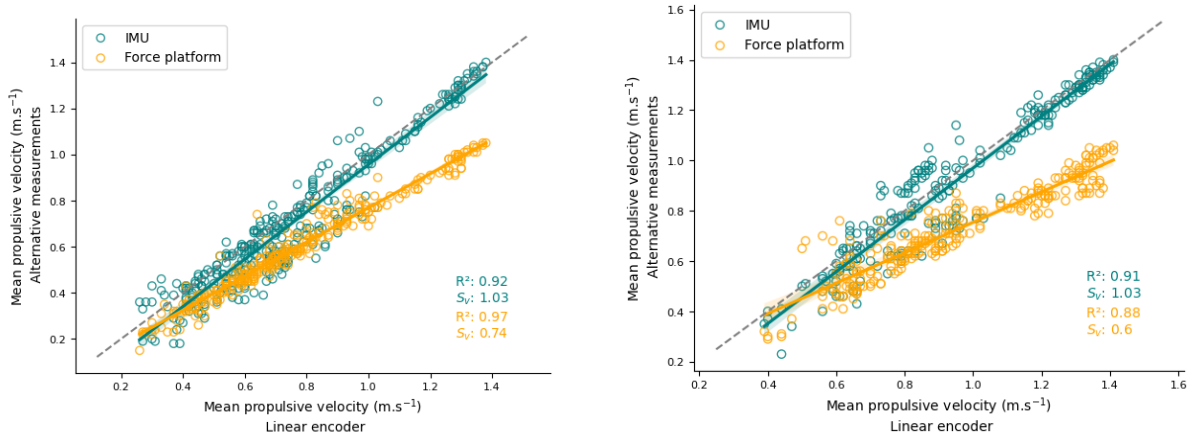 IMU
Force platform
Mean propulsive velocity (m.s⁻¹)
Alternative measurements
1.4
1.2
1.0
0.8
0.6
0.4
0.2
R²: 0.92
Sᵥ: 1.03
R²: 0.97
Sᵥ: 0.74
0.2 0.4 0.6 0.8 1.0 1.2 1.4
Mean propulsive velocity (m.s⁻¹)
Linear encoder
IMU
Force platform
Mean propulsive velocity (m.s⁻¹)
Alternative measurements
1.6
1.4
1.2
1.0
0.8
0.6
0.4
0.2
R²: 0.91
Sᵥ: 1.03
R²: 0.88
Sᵥ: 0.6
0.2 0.4 0.6 0.8 1.0 1.2 1.4 1.6
Mean propulsive velocity (m.s⁻¹)
Linear encoder